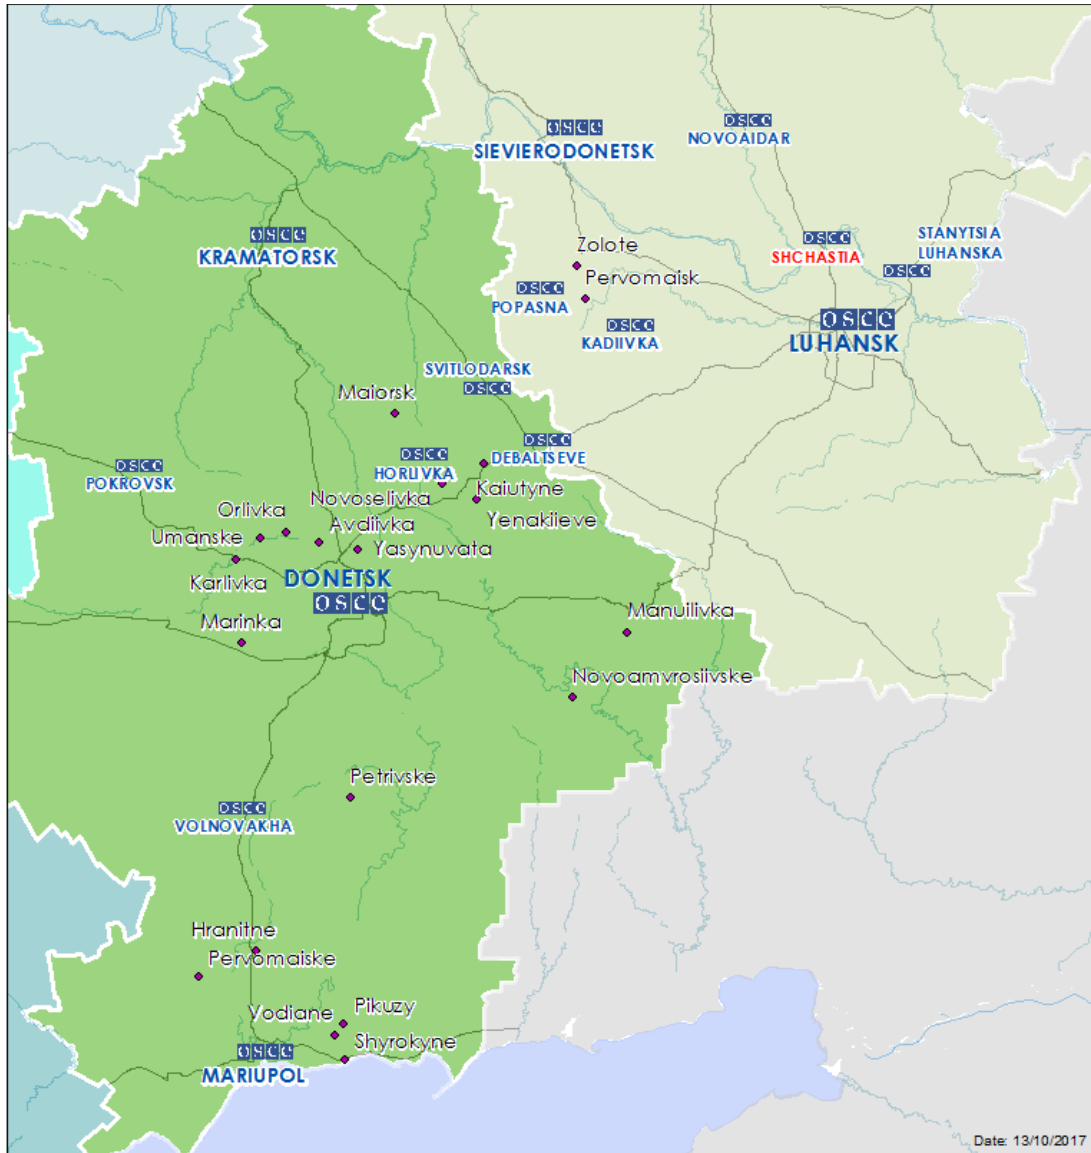 OSCE
SIEVIERODONETSK
OSCE
NOVOAIDAR
OSCE
KRAMATORSK
OSCE
SHCHASTIA
STANYTSIA
LUHANSKA
OSCE
Zolote
Pervomaisk
OSCE
POPASNA
OSCE
KADIIVKA
OSCE
LUHANSK
SVITLODARSK
OSCE
Maiorsk
OSCE
DEBALTSEVE
OSCE
HORLIVKA
OSCE
POKROVSK
Kaiutyne
Novoselivka
Orlivka
Avdiivka
Yenakiieve
Umanske
Yasynuvata
Karlivka
DONETSK
OSCE
Marinka
Manuilivka
Novoamvrosiivske
Petrivske
OSCE
VOLNOVAKHA
Hranitne
Pervomaiske
Pikuzy
Vodiane
Shyrokyne
OSCE
MARIUPOL
Date: 13/10/2017